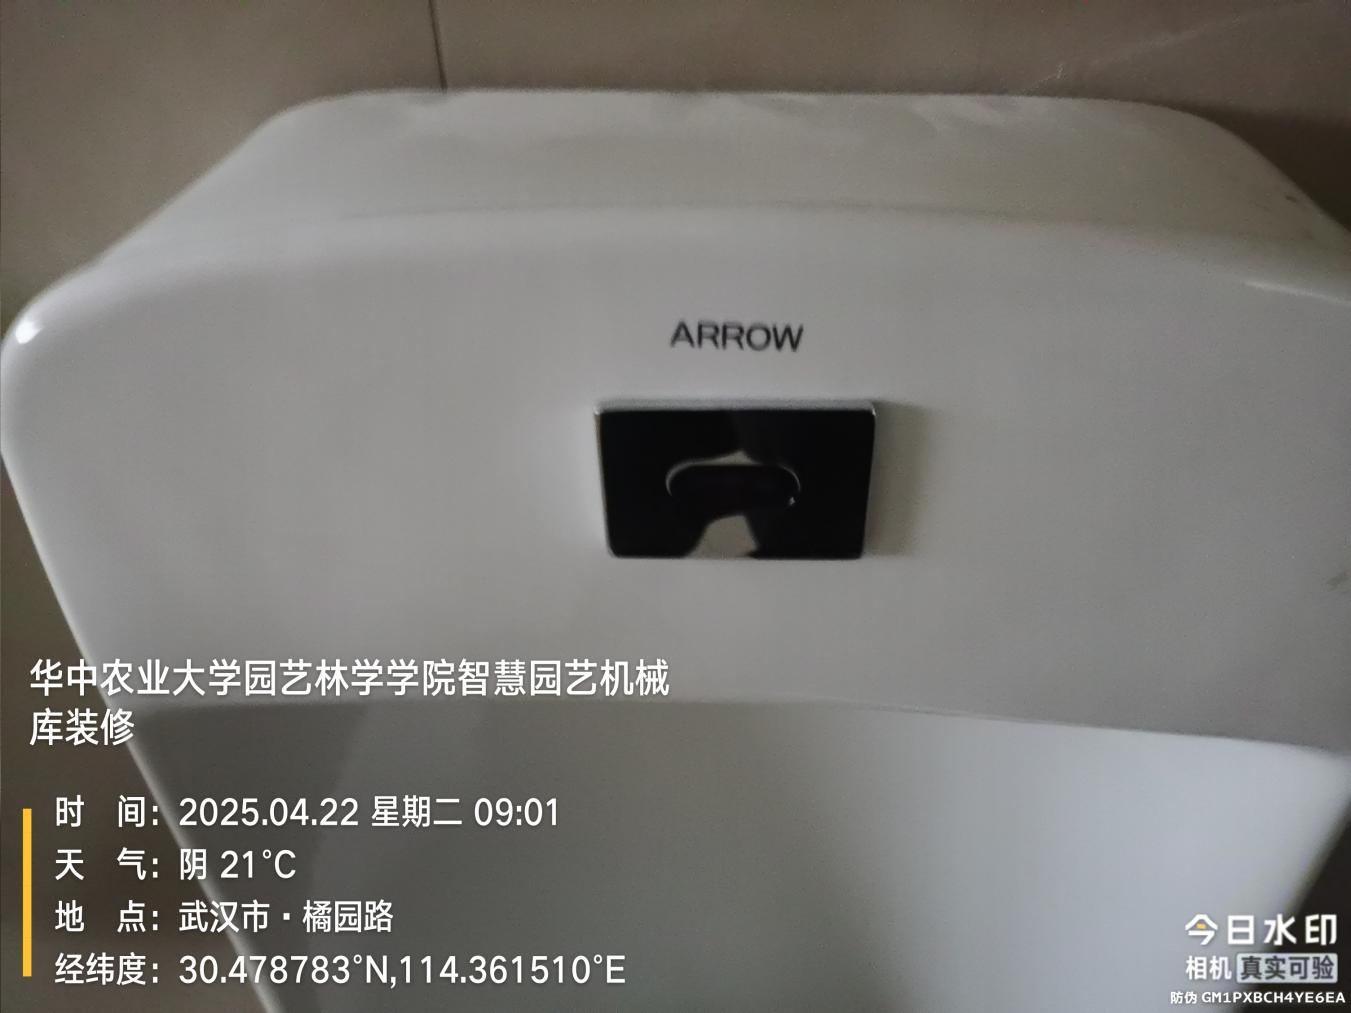 ARROW
华中农业大学园艺林学学院智慧园艺机械
库装修
时 间：2025.04.22 星期二 09:01
天 气：阴 21°C
地 点：武汉市·橘园路
经纬度：30.478783°N,114.361510°E
今日水印
相机 真实可验
防伪 GM1PXBCH4YE6EA